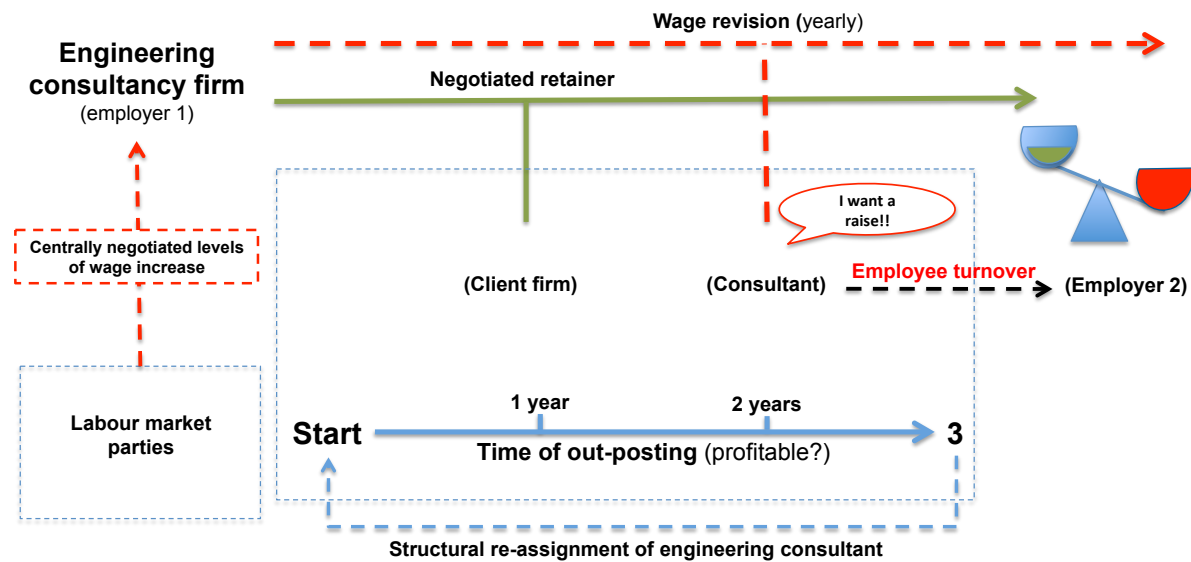 Wage revision (yearly)
Engineering
consultancy firm
(employer 1)
Negotiated retainer
I want a
raise!!
Centrally negotiated levels
of wage increase
(Client firm)
(Consultant)
Employee turnover
(Employer 2)
Labour market
parties
1 year
2 years
Start
3
Time of out-posting (profitable?)
Structural re-assignment of engineering consultant